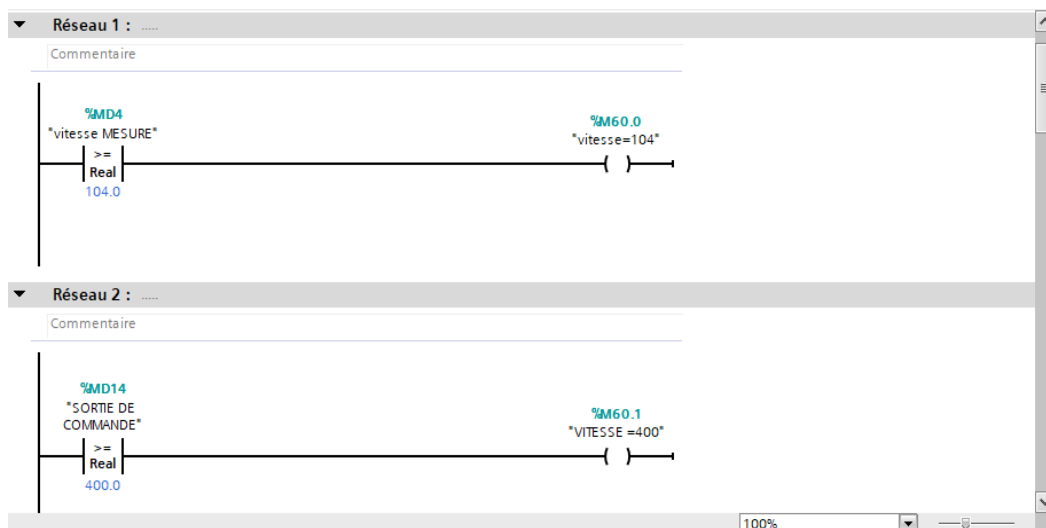 Réseau 1 : .....
Commentaire
%MD4
"vitesse MESURE"
>=
Real
104.0
%M60.0
"vitesse=104"
Réseau 2 : .....
Commentaire
%MD14
"SORTIE DE
COMMANDE"
>=
Real
400.0
%M60.1
"VITESSE =400"
100%